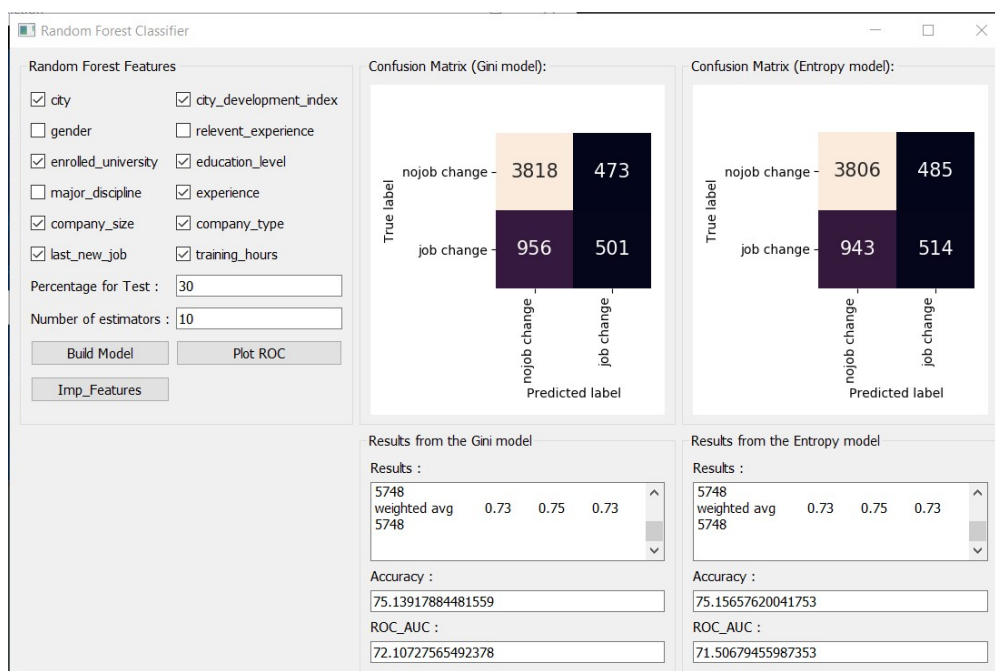 Random Forest Classifier
Random Forest Features
city
city_development_index
gender
relevent_experience
enrolled_university
education_level
major_discipline
experience
company_size
company_type
last_new_job
training_hours
Percentage for Test :
30
Number of estimators :
10
Build Model
Plot ROC
Imp_Features
Confusion Matrix (Gini model):
True label
nojob change
3818
473
job change
956
501
nojob change
job change
Predicted label
Confusion Matrix (Entropy model):
True label
nojob change
3806
485
job change
943
514
nojob change
job change
Predicted label
Results from the Gini model
Results :
5748
weighted avg 0.73 0.75 0.73
5748
Accuracy :
75.13917884481559
ROC_AUC :
72.10727565492378
Results from the Entropy model
Results :
5748
weighted avg 0.73 0.75 0.73
5748
Accuracy :
75.15657620041753
ROC_AUC :
71.50679455987353